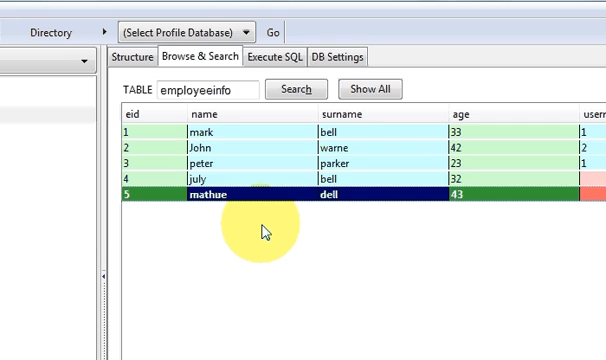 Directory (Select Profile Database) Go
Structure Browse & Search Execute SQL DB Settings
TABLE employeeinfo Search Show All
eid name surname age usern
1 mark bell 33 1
2 John warne 42 2
3 peter parker 23 1
4 july bell 32
5 mathue dell 43